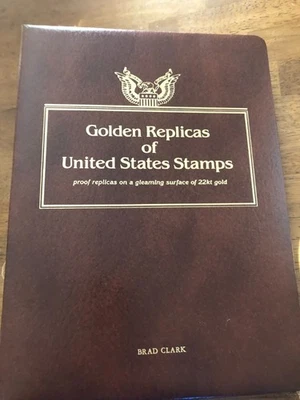 Golden Replicas
of
United States Stamps
proof replicas on a gleaming surface of 22kt gold
BRAD CLARK